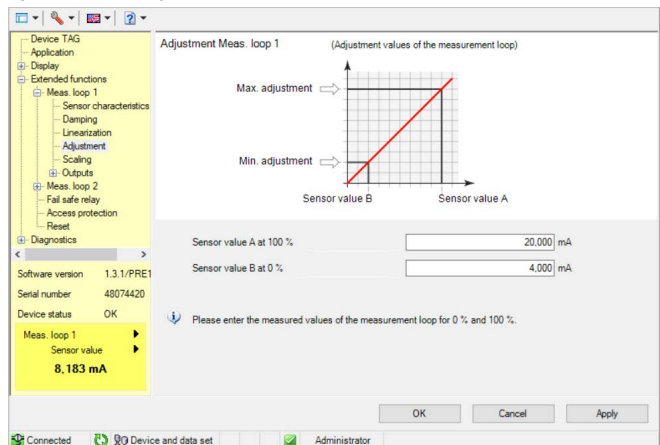 Device TAG
Application
Display
Extended functions
Meas. loop 1
Sensor characteristics
Damping
Linearization
Adjustment
Scaling
Outputs
Meas. loop 2
Fail safe relay
Access protection
Reset
Diagnostics
Software version 1.3.1/PRE1
Serial number 48074420
Device status OK
Meas. loop 1
Sensor value
8,183 mA
Adjustment Meas. loop 1 (Adjustment values of the measurement loop)
Max. adjustment
Min. adjustment
Sensor value B Sensor value A
Sensor value A at 100 % 20,000 mA
Sensor value B at 0 % 4,000 mA
Please enter the measured values of the measurement loop for 0 % and 100 %.
OK Cancel Apply
Connected Device and data set Administrator